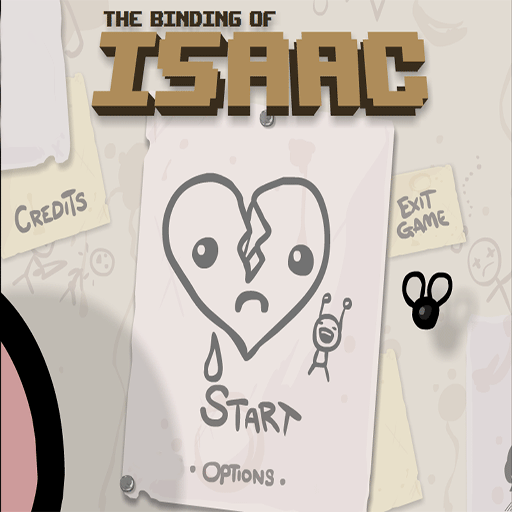 THE BINDING OF
ISAAC
CREDITS
EXIT
GAME
START
· OPTIONS ·